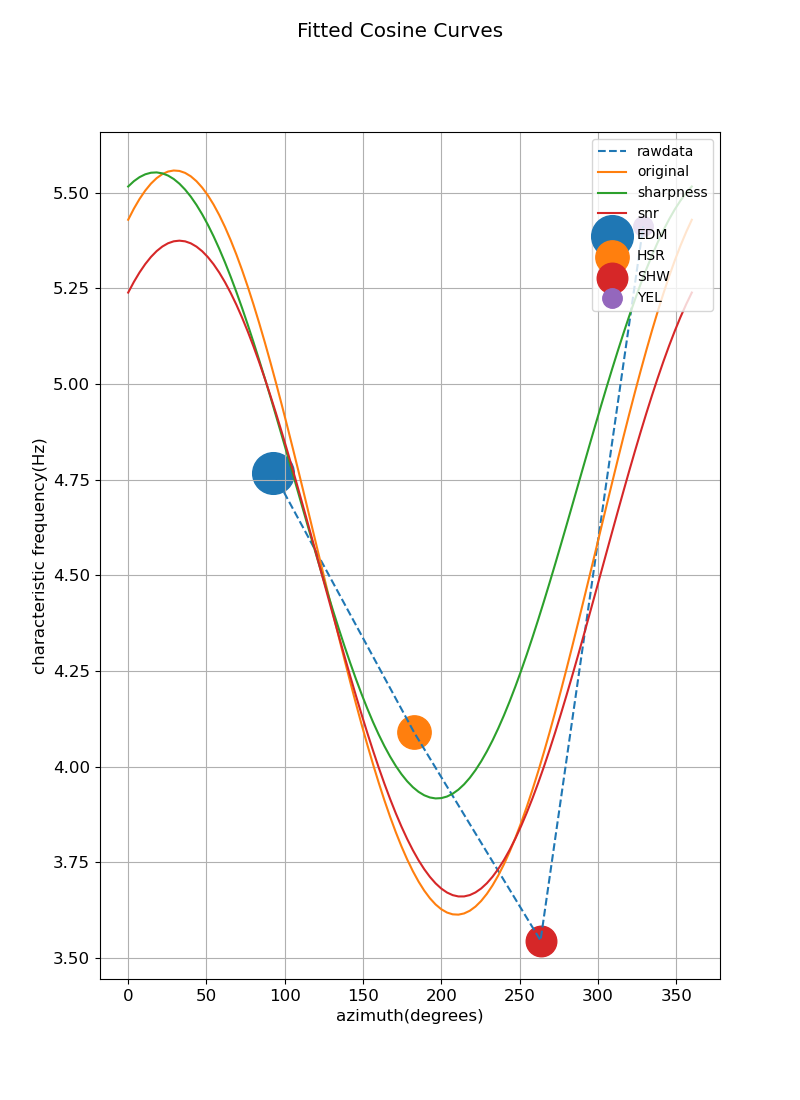 Fitted Cosine Curves
rawdata
original
sharpness
snr
EDM
HSR
SHW
YEL
characteristic frequency(Hz)
5.50
5.25
5.00
4.75
4.50
4.25
4.00
3.75
3.50
0 50 100 150 200 250 300 350
azimuth(degrees)